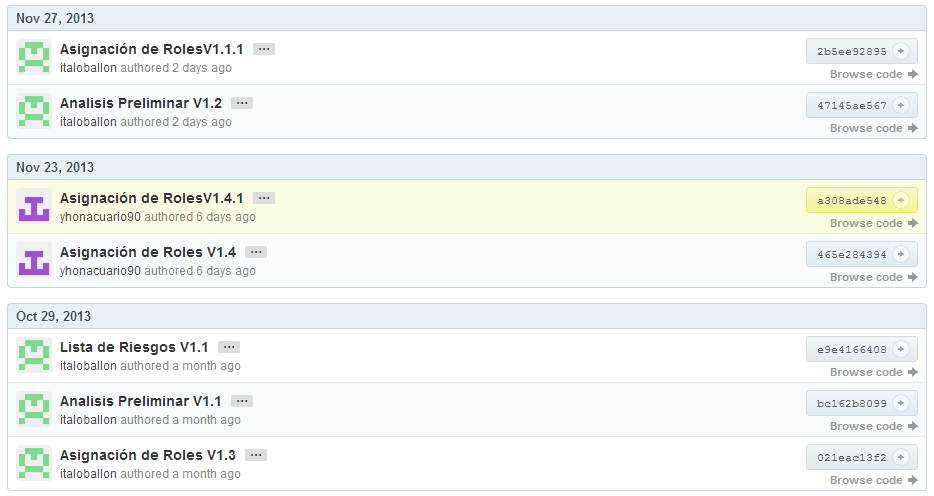 Nov 27, 2013
Asignación de RolesV1.1.1 ...
2b5ee92895
italoballon authored 2 days ago
Browse code
Analisis Preliminar V1.2 ...
47145ae567
italoballon authored 2 days ago
Browse code
Nov 23, 2013
Asignación de RolesV1.4.1 ...
a308ade548
yhonacuario90 authored 6 days ago
Browse code
Asignación de Roles V1.4 ...
465e284394
yhonacuario90 authored 6 days ago
Browse code
Oct 29, 2013
Lista de Riesgos V1.1 ...
e9e4166408
italoballon authored a month ago
Browse code
Analisis Preliminar V1.1 ...
bc162b8099
italoballon authored a month ago
Browse code
Asignación de Roles V1.3 ...
021eac13f2
italoballon authored a month ago
Browse code